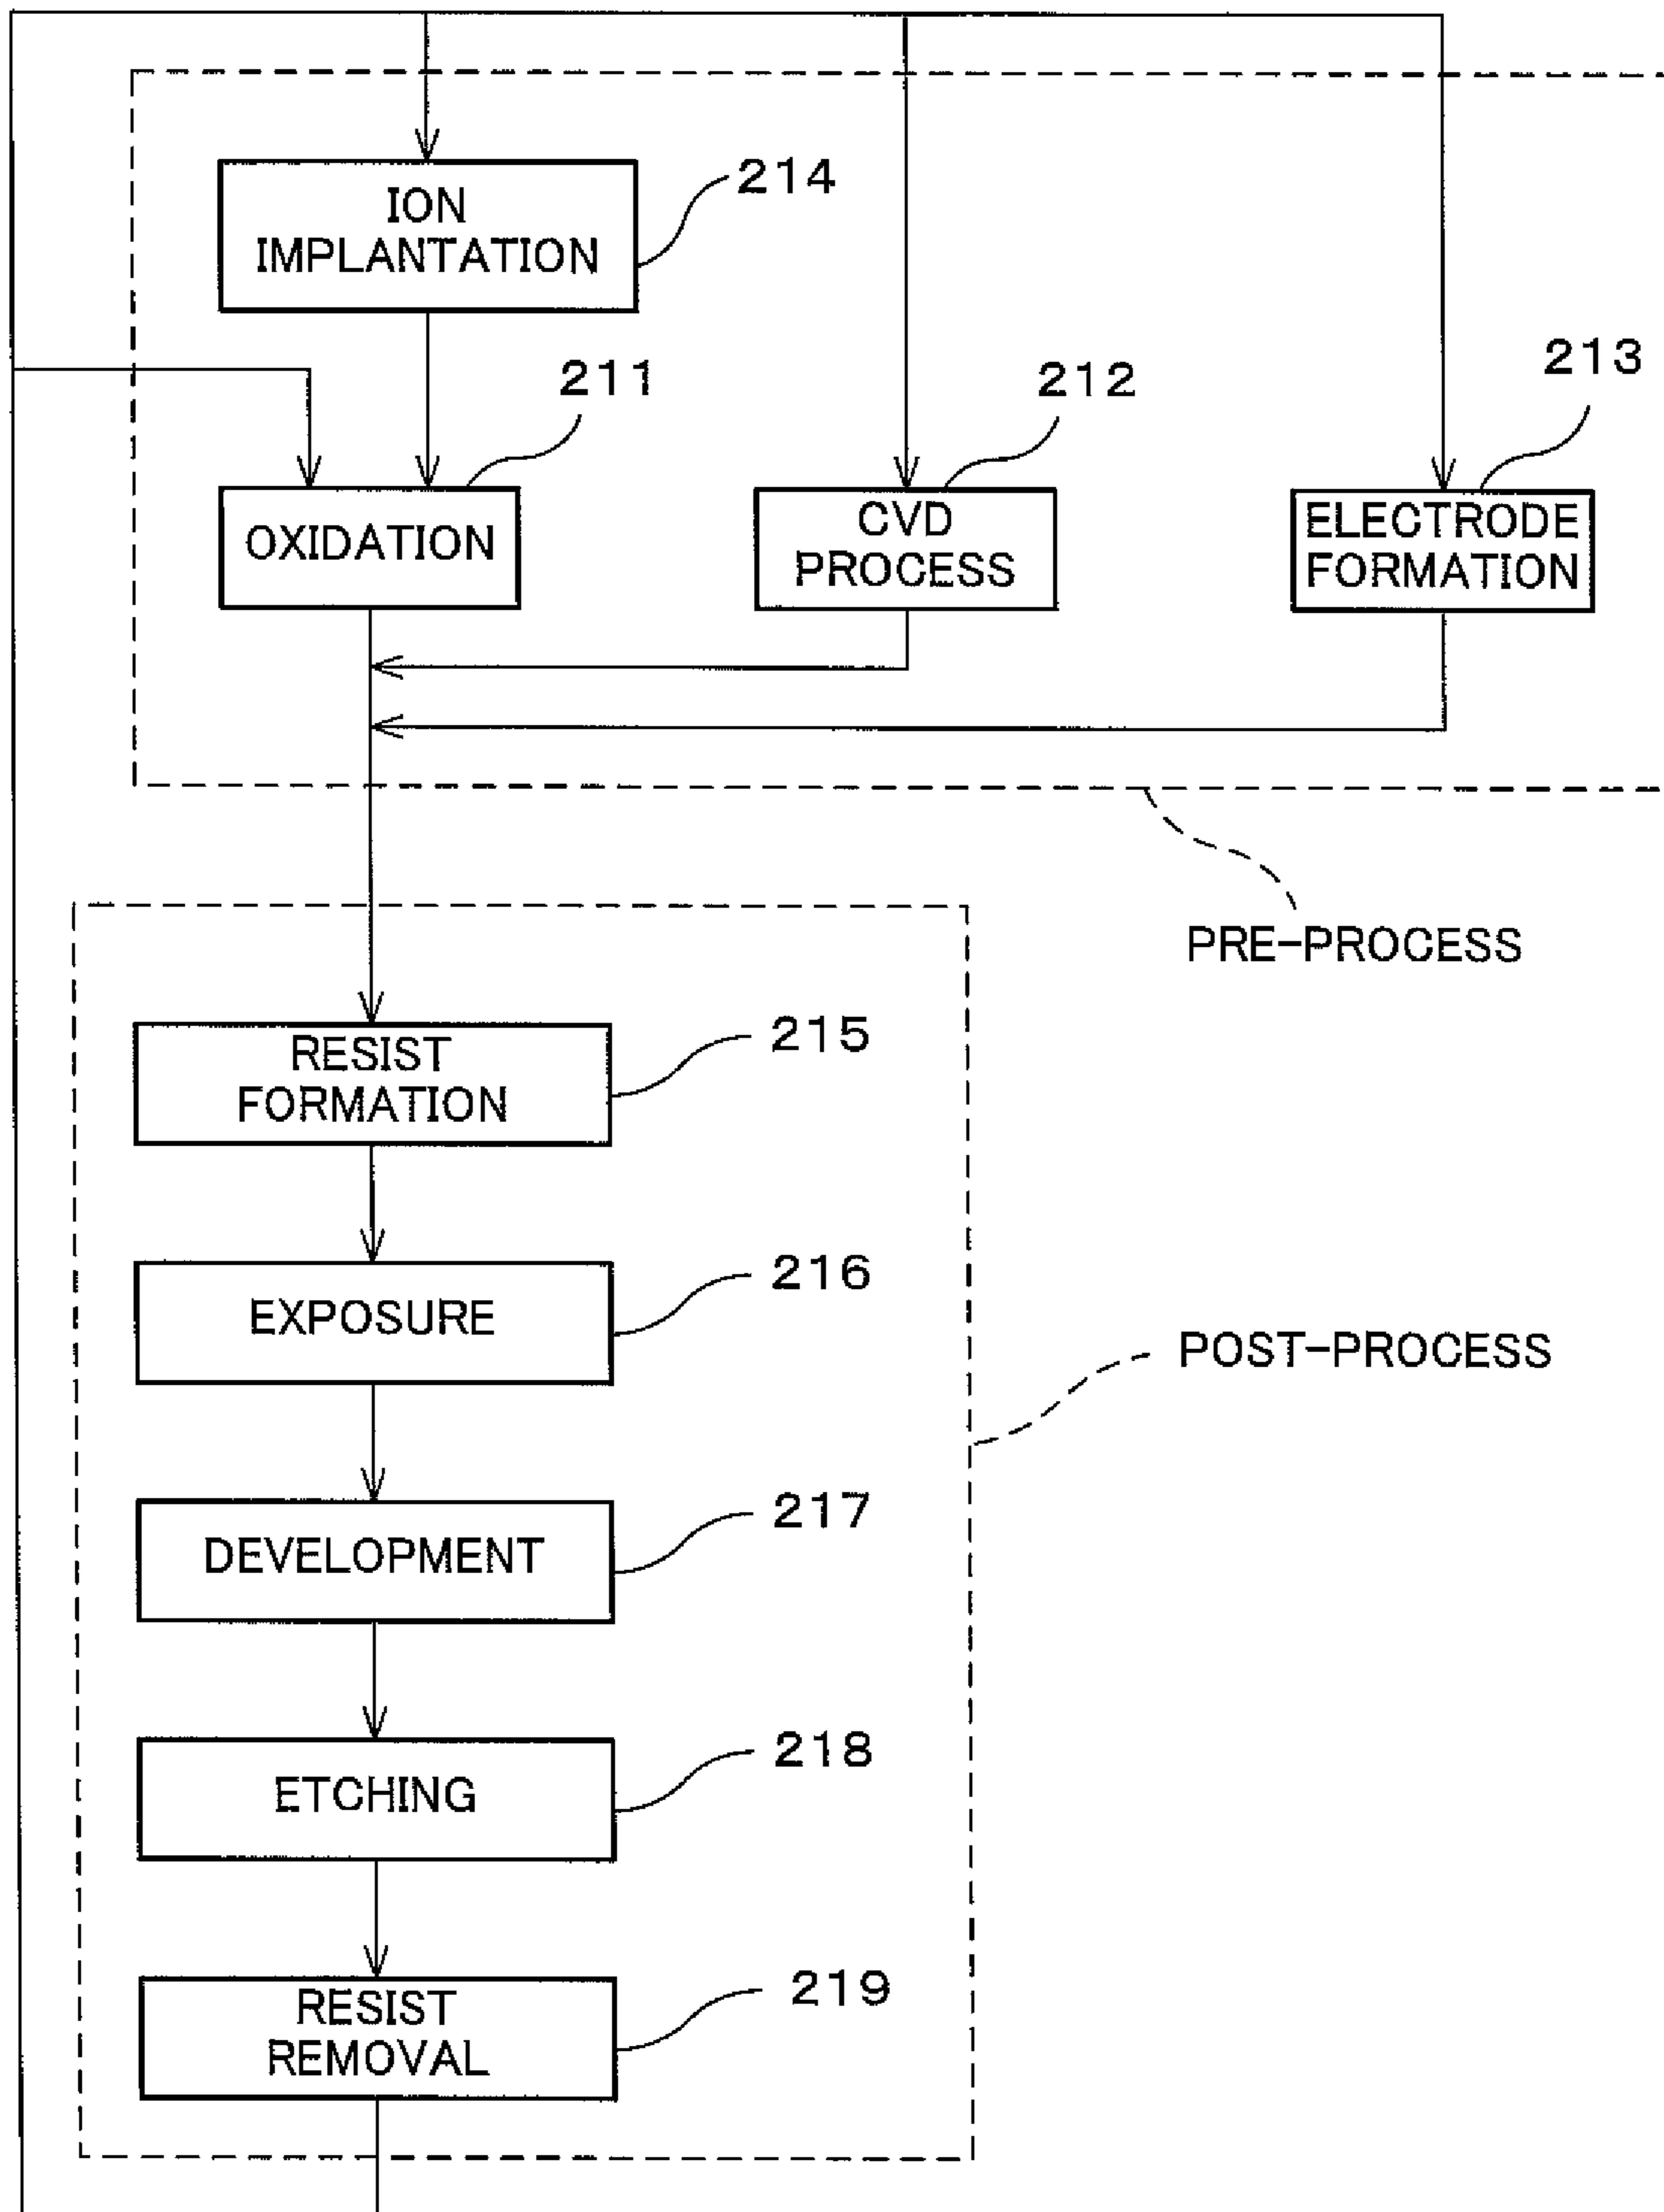 ION
IMPLANTATION
214
211
212
213
OXIDATION
CVD
PROCESS
ELECTRODE
FORMATION
PRE-PROCESS
RESIST
FORMATION
215
EXPOSURE
216
POST-PROCESS
DEVELOPMENT
217
ETCHING
218
RESIST
REMOVAL
219